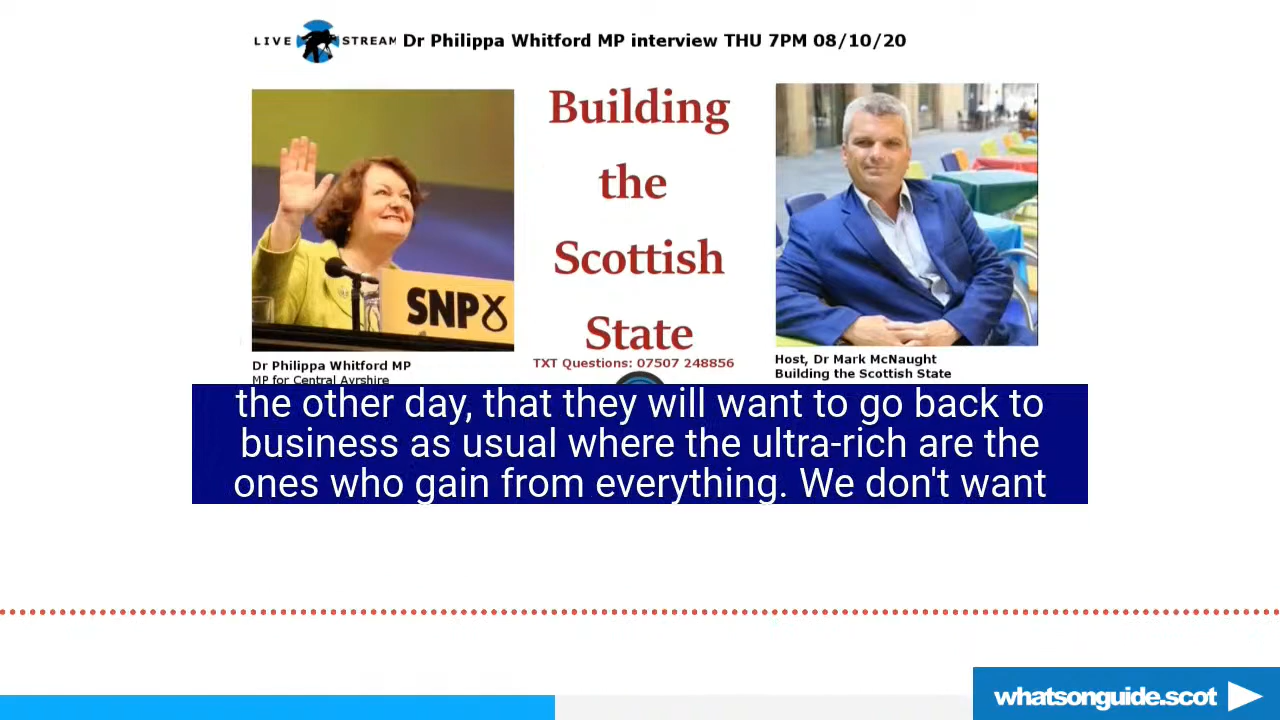 LIVE STREAM Dr Philippa Whitford MP interview THU 7PM 08/10/20
Building
the
Scottish
State
SNP
TXT Questions: 07507 248856
Dr Philippa Whitford MP
MP for Central Ayrshire
Host, Dr Mark McNaught
Building the Scottish State
the other day, that they will want to go back to
business as usual where the ultra-rich are the
ones who gain from everything. We don't want
whatsonguide.scot